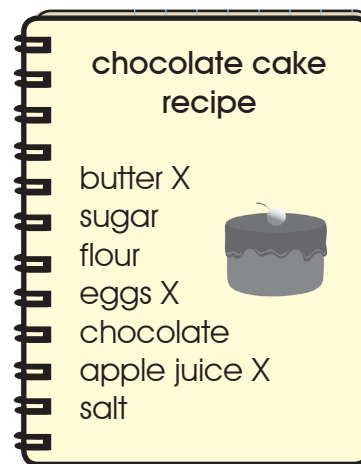 chocolate cake
recipe
butter X
sugar
flour
eggs X
chocolate
apple juice X
salt